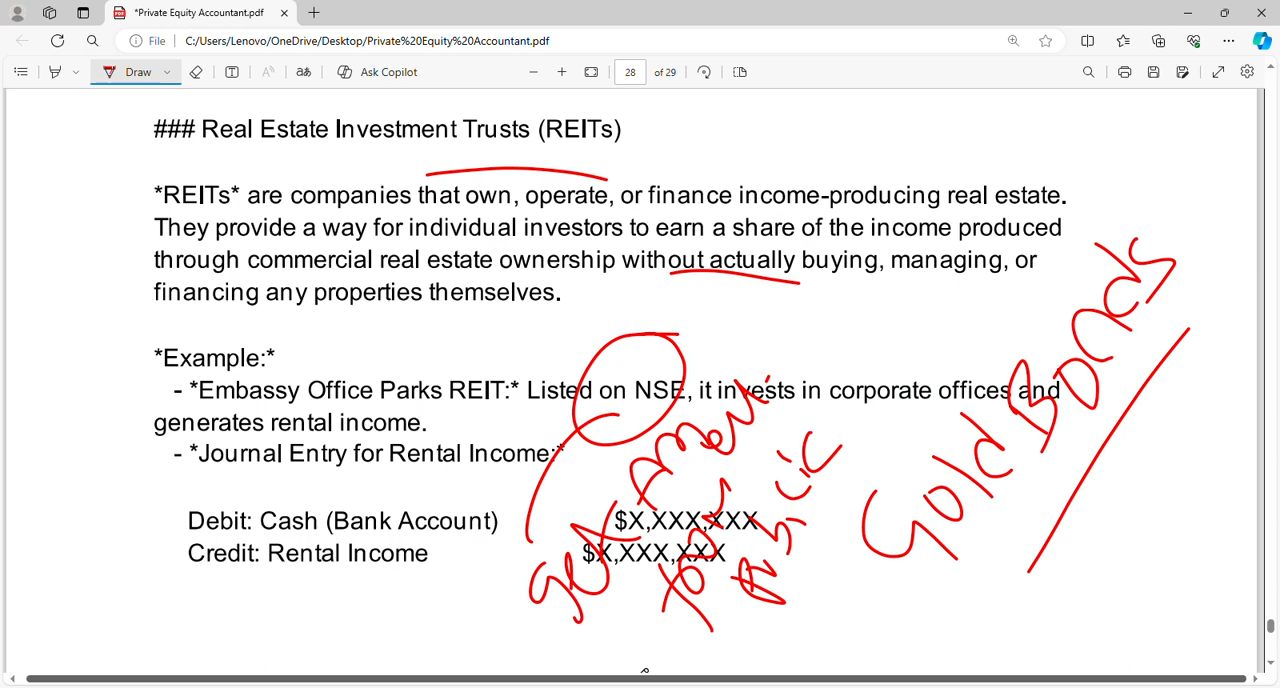 *Private Equity Accountant.pdf
File
C:/Users/Lenovo/OneDrive/Desktop/Private%20Equity%20Accountant.pdf
Draw
Ask Copilot
28 of 29
### Real Estate Investment Trusts (REITs)
*REITs* are companies that own, operate, or finance income-producing real estate.
They provide a way for individual investors to earn a share of the income produced
through commercial real estate ownership without actually buying, managing, or
financing any properties themselves.
*Example:*
- *Embassy Office Parks REIT:* Listed on NSE, it invests in corporate offices and
generates rental income.
- *Journal Entry for Rental Income:*
Debit: Cash (Bank Account) $X,XXX,XXX
Credit: Rental Income $X,XXX,XXX
get
from
Public
Gold Bonds